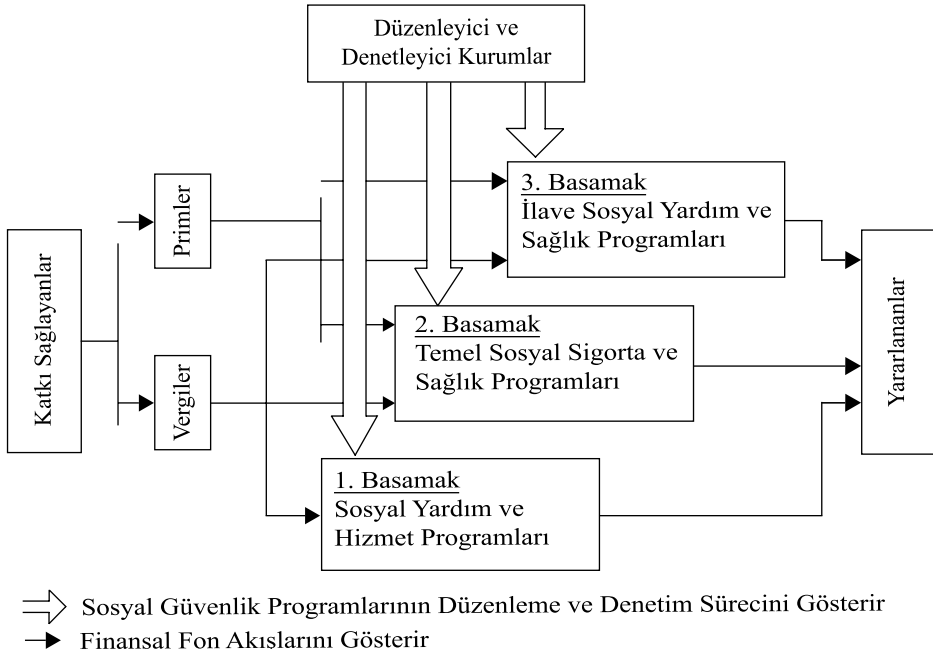 Düzenleyici ve
Denetleyici Kurumlar
Katkı Sağlayanlar
Primler
Vergiler
3. Basamak
İlave Sosyal Yardım ve
Sağlık Programları
2. Basamak
Temel Sosyal Sigorta ve
Sağlık Programları
1. Basamak
Sosyal Yardım ve
Hizmet Programları
Yararlananlar
Sosyal Güvenlik Programlarının Düzenleme ve Denetim Sürecini Gösterir
Finansal Fon Akışlarını Gösterir